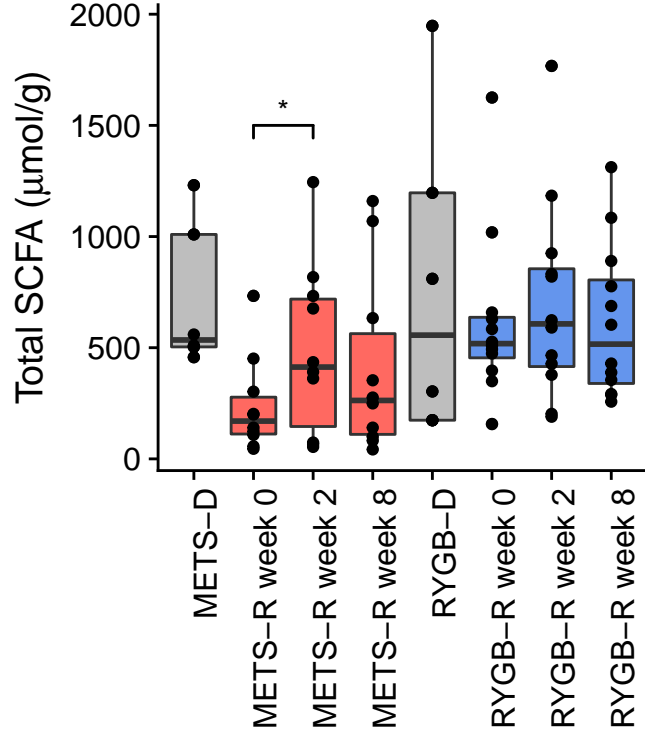 Total SCFA (μmol/g)
2000
1500
1000
500
0
*
METS−D
METS−R week 0
METS−R week 2
METS−R week 8
RYGB−D
RYGB−R week 0
RYGB−R week 2
RYGB−R week 8